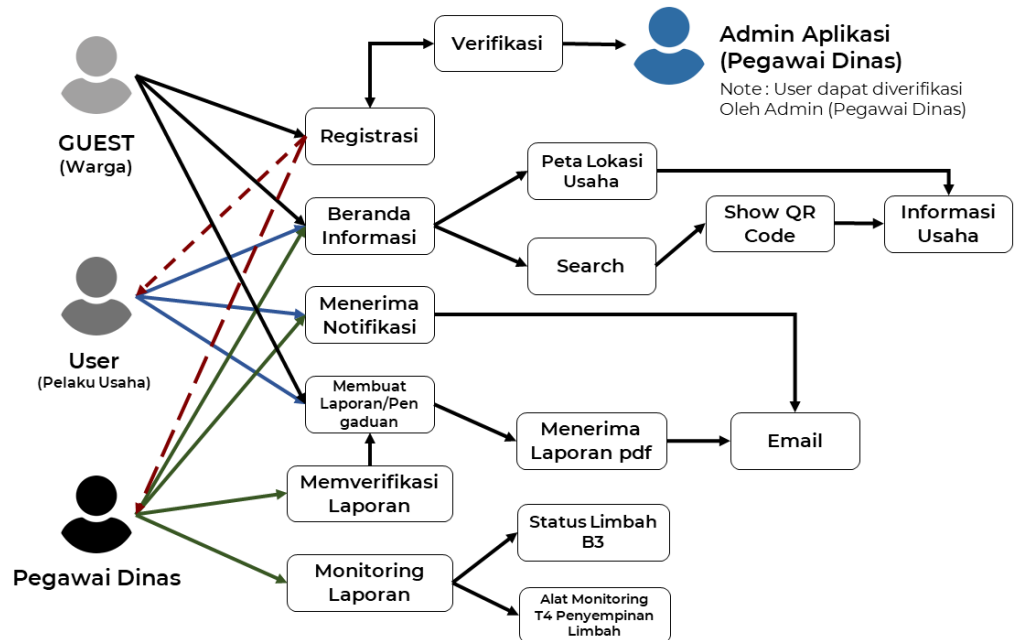 Verifikasi
Admin Aplikasi
(Pegawai Dinas)
Note : User dapat diverifikasi
Oleh Admin (Pegawai Dinas)
GUEST
(Warga)
Registrasi
Peta Lokasi
Usaha
Beranda
Informasi
Show QR
Code
Informasi
Usaha
Search
User
(Pelaku Usaha)
Menerima
Notifikasi
Membuat
Laporan/Pen
gaduan
Menerima
Laporan pdf
Email
Memverifikasi
Laporan
Pegawai Dinas
Monitoring
Laporan
Status Limbah
B3
Alat Monitoring
T4 Penyempinan
Limbah